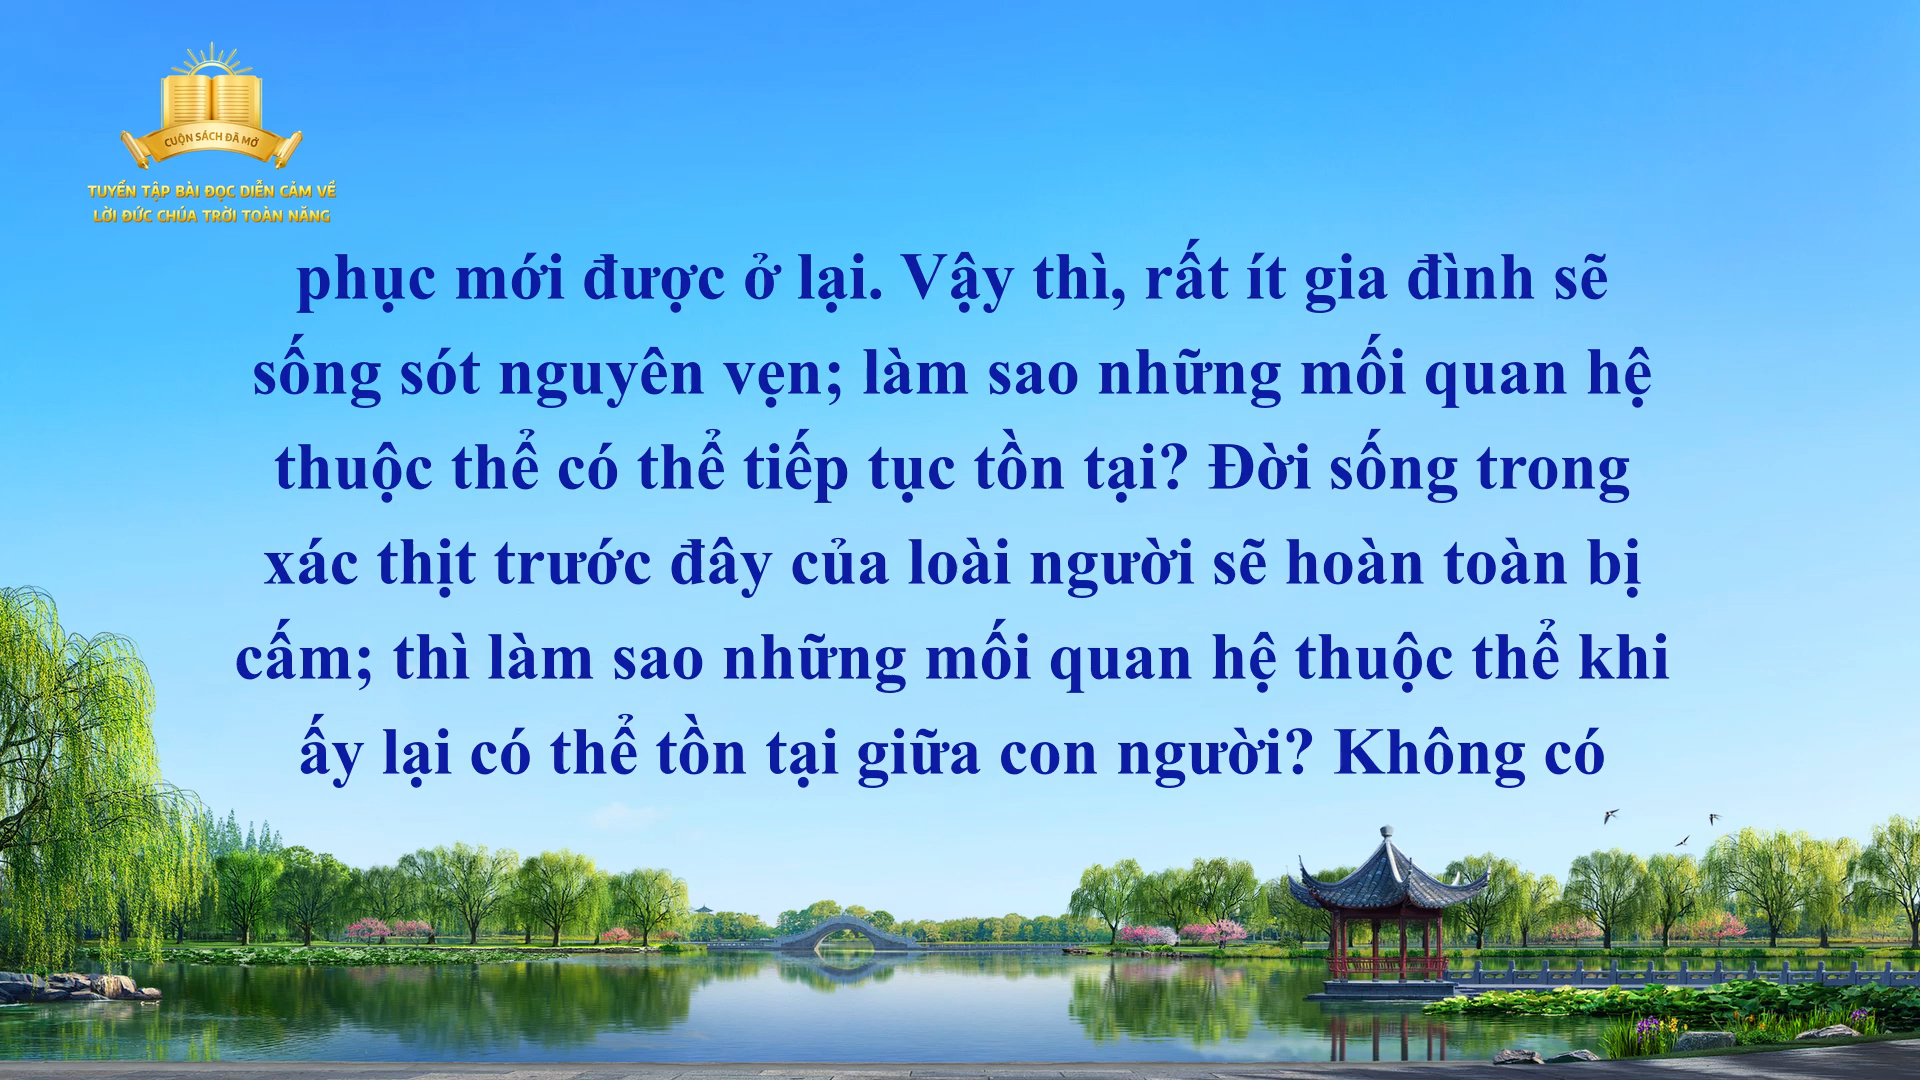 CUỘN SÁCH ĐÃ MỞ
TUYỂN TẬP BÀI ĐỌC DIỄN CẢM VỀ
LỜI ĐỨC CHÚA TRỜI TOÀN NĂNG
phục mới được ở lại. Vậy thì, rất ít gia đình sẽ
sống sót nguyên vẹn; làm sao những mối quan hệ
thuộc thể có thể tiếp tục tồn tại? Đời sống trong
xác thịt trước đây của loài người sẽ hoàn toàn bị
cấm; thì làm sao những mối quan hệ thuộc thể khi
ấy lại có thể tồn tại giữa con người? Không có